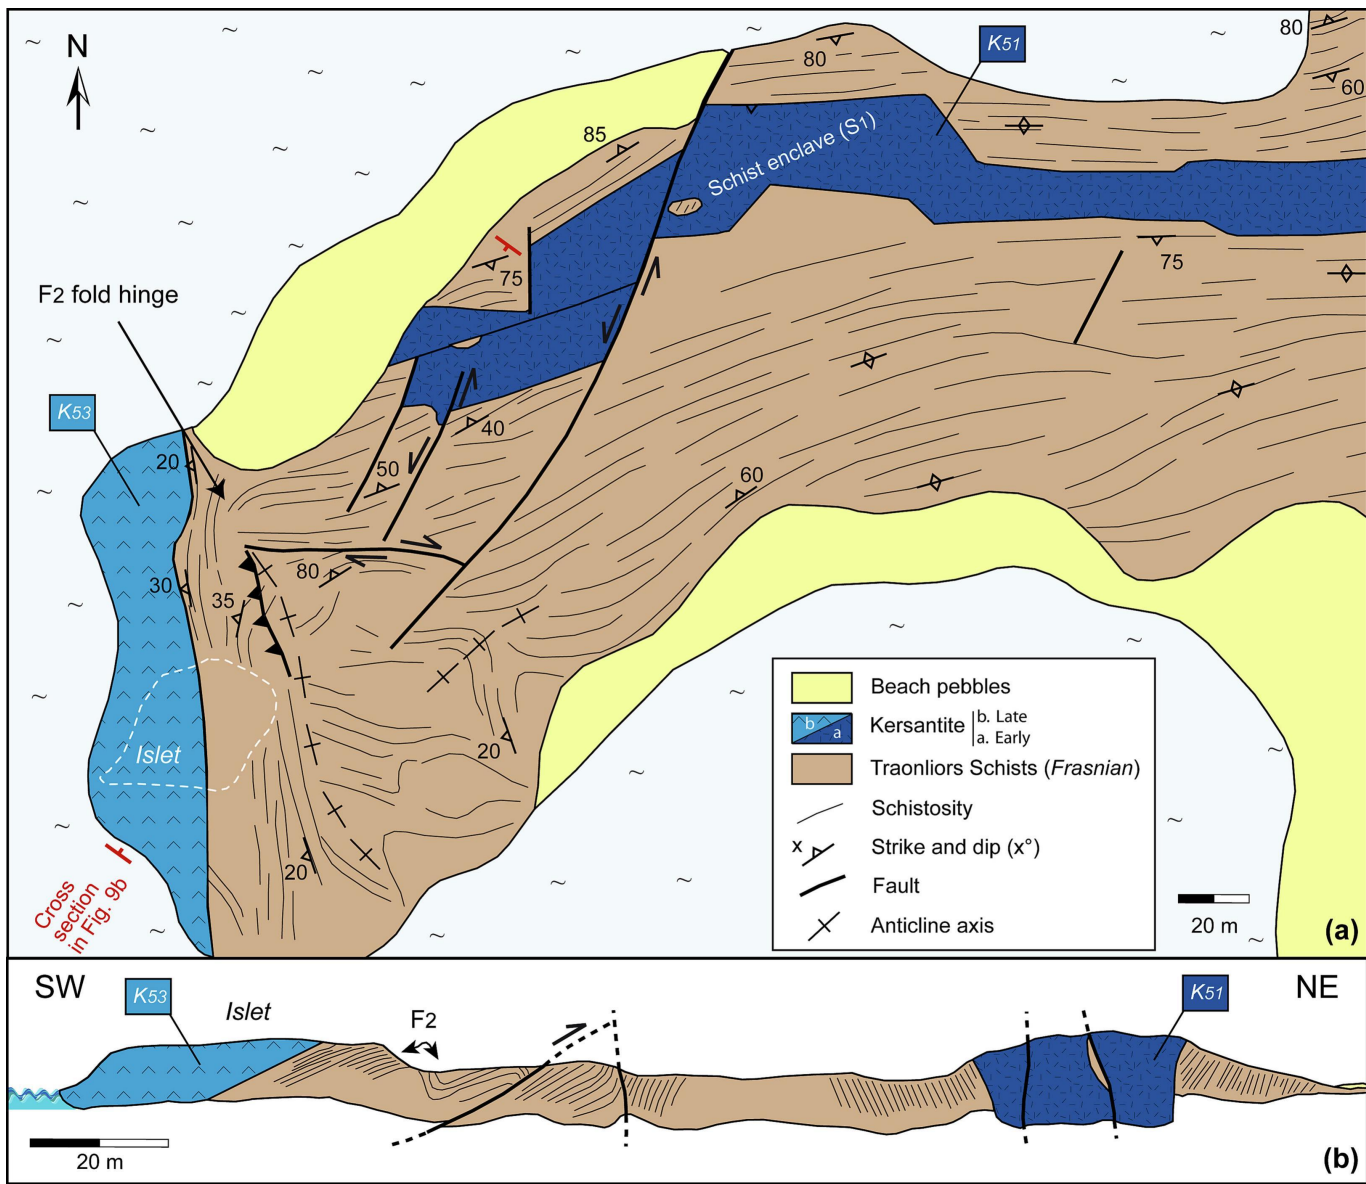 N
80
K51
80
60
85
Schist enclave (S1)
75
75
F2 fold hinge
K53
20
40
50
60
30
80
35
20
20
Islet
Cross
section
in Fig. 9b
Beach pebbles
b
a
Kersantite
b. Late
a. Early
Traonliors Schists (Frasnian)
Schistosity
x
Strike and dip (x°)
Fault
Anticline axis
20 m
(a)
SW
K53
Islet
F2
K51
NE
20 m
(b)